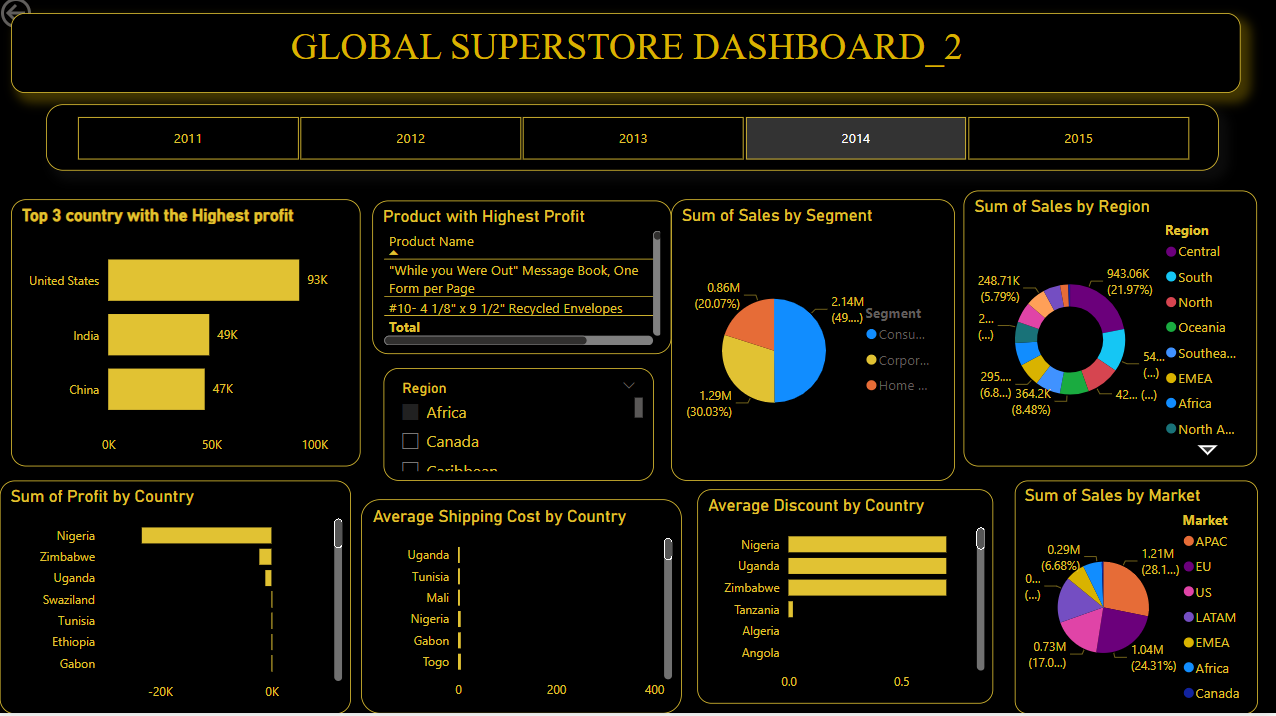 GLOBAL SUPERSTORE DASHBOARD_2
2011
2012
2013
2014
2015
Top 3 country with the Highest profit
United States
93K
India
49K
China
47K
0K
50K
100K
Product with Highest Profit
Product Name
"While you Were Out" Message Book, One
Form per Page
#10- 4 1/8" x 9 1/2" Recycled Envelopes
Total
Region
Africa
Canada
Caribbean
Sum of Sales by Segment
0.86M
(20.07%)
2.14M
(49....)
1.29M
(30.03%)
Segment
Consu...
Corpor...
Home ...
Sum of Sales by Region
248.71K
(5.79%)
943.06K
(21.97%)
2...
(...)
54...
(...)
295....
(6.8...)
364.2K
(8.48%)
42... (...)
Region
Central
South
North
Oceania
Southea...
EMEA
Africa
North A...
Sum of Profit by Country
Nigeria
Zimbabwe
Uganda
Swaziland
Tunisia
Ethiopia
Gabon
-20K
0K
Average Shipping Cost by Country
Uganda
Tunisia
Mali
Nigeria
Gabon
Togo
0
200
400
Average Discount by Country
Nigeria
Uganda
Zimbabwe
Tanzania
Algeria
Angola
0.0
0.5
Sum of Sales by Market
0.29M
(6.68%)
1.21M
(28.1...)
0...
(...)
0.73M
(17.0...)
1.04M
(24.31%)
Market
APAC
EU
US
LATAM
EMEA
Africa
Canada